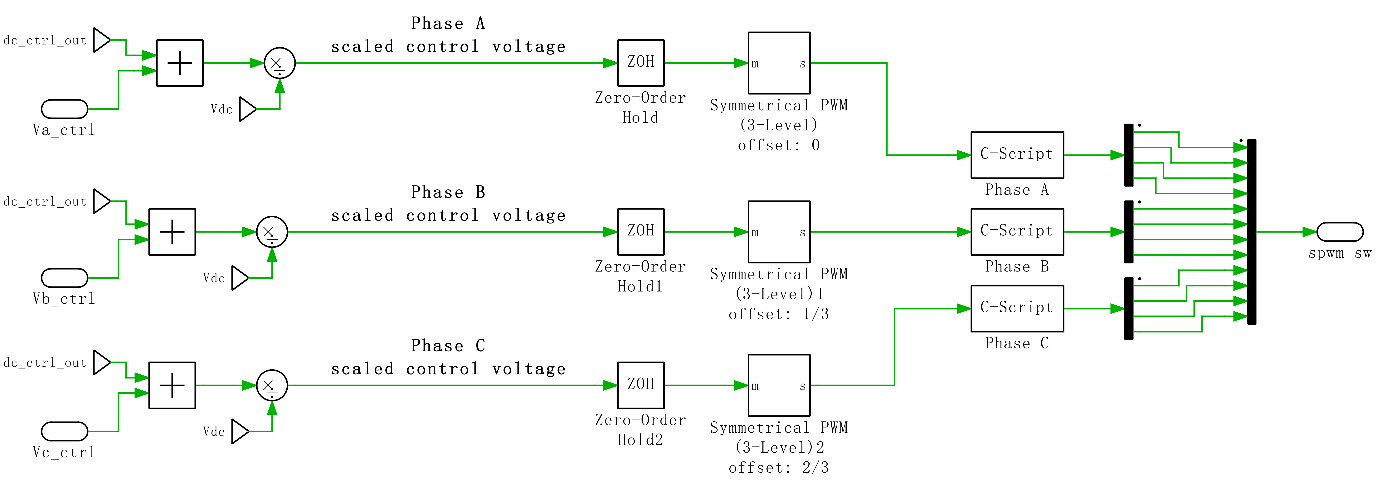 Phase A
scaled control voltage
dc_ctrl_out
Va_ctrl
Vdc
ZOH
Zero-Order
Hold
m s
Symmetrical PWM
(3-Level)
offset: 0
C-Script
Phase A
Phase B
scaled control voltage
dc_ctrl_out
Vb_ctrl
Vdc
ZOH
Zero-Order
Hold1
m s
Symmetrical PWM
(3-Level)1
offset: 1/3
C-Script
Phase B
spwm sw
Phase C
scaled control voltage
dc_ctrl_out
Vc_ctrl
Vdc
ZOH
Zero-Order
Hold2
m s
Symmetrical PWM
(3-Level)2
offset: 2/3
C-Script
Phase C